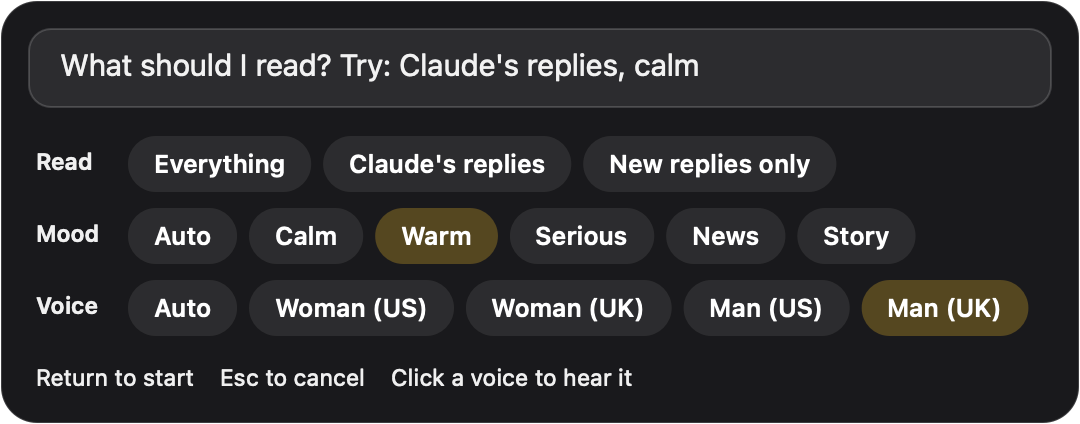 What should I read? Try: Claude's replies, calm
Read Everything Claude's replies New replies only
Mood Auto Calm Warm Serious News Story
Voice Auto Woman (US) Woman (UK) Man (US) Man (UK)
Return to start Esc to cancel Click a voice to hear it